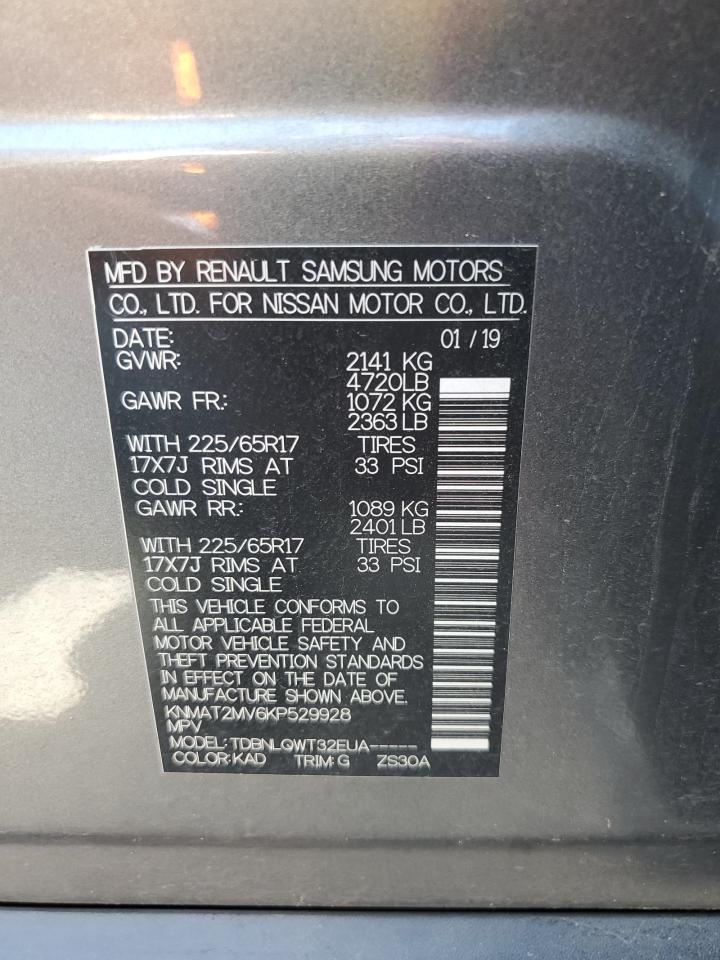 MFD BY RENAULT SAMSUNG MOTORS
CO., LTD. FOR NISSAN MOTOR CO., LTD.
DATE: 01 / 19
GVWR: 2141 KG
4720LB
GAWR FR.: 1072 KG
2363 LB
WITH 225/65R17 TIRES
17X7J RIMS AT 33 PSI
COLD SINGLE
GAWR RR.: 1089 KG
2401 LB
WITH 225/65R17 TIRES
17X7J RIMS AT 33 PSI
COLD SINGLE
THIS VEHICLE CONFORMS TO
ALL APPLICABLE FEDERAL
MOTOR VEHICLE SAFETY AND
THEFT PREVENTION STANDARDS
IN EFFECT ON THE DATE OF
MANUFACTURE SHOWN ABOVE.
KNMAT2MV6KP529928
MPV
MODEL: TDBNLQWT32EUA-----
COLOR:KAD TRIM: G ZS30A